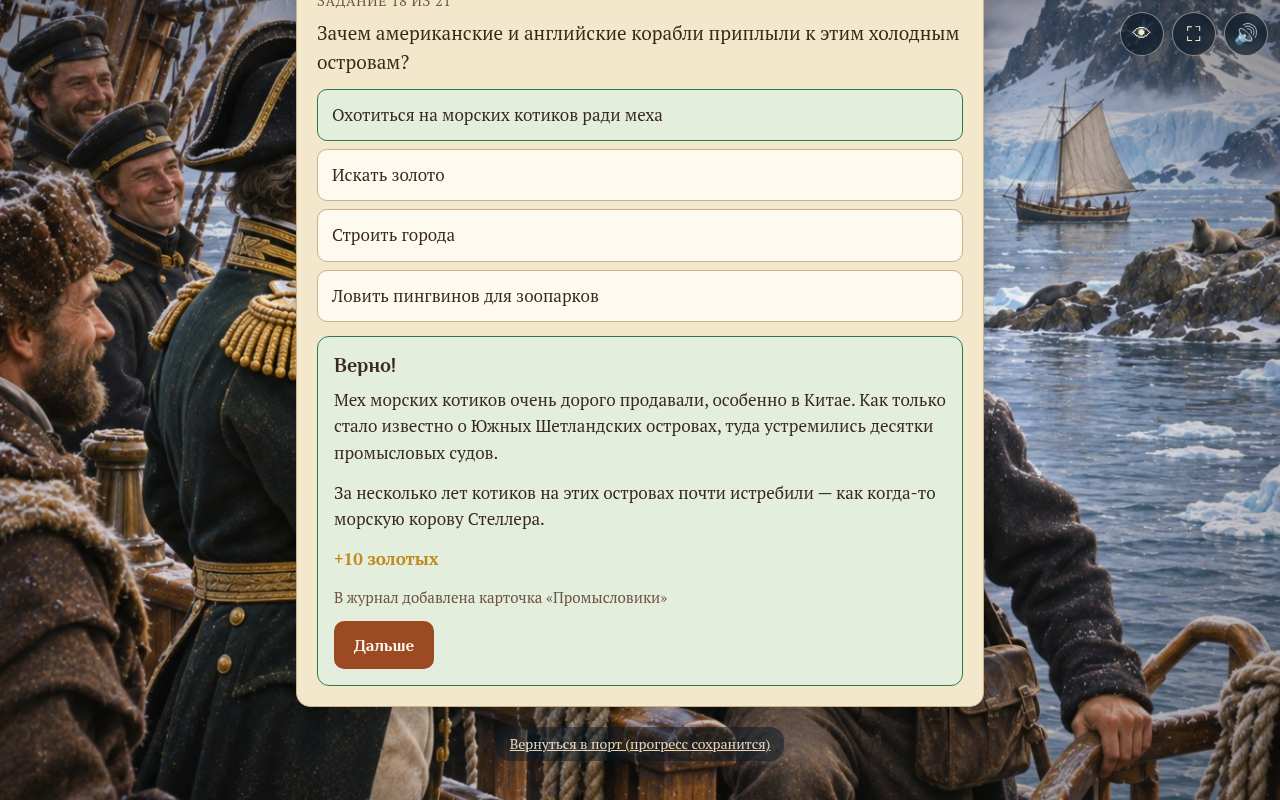 ЗАДАНИЕ 18 ИЗ 21
Зачем американские и английские корабли приплыли к этим холодным
островам?
Охотиться на морских котиков ради меха
Искать золото
Строить города
Ловить пингвинов для зоопарков
Верно!
Мех морских котиков очень дорого продавали, особенно в Китае. Как только
стало известно о Южных Шетландских островах, туда устремились десятки
промысловых судов.
За несколько лет котиков на этих островах почти истребили — как когда-то
морскую корову Стеллера.
+10 золотых
В журнал добавлена карточка «Промысловики»
Дальше
Вернуться в порт (прогресс сохранится)